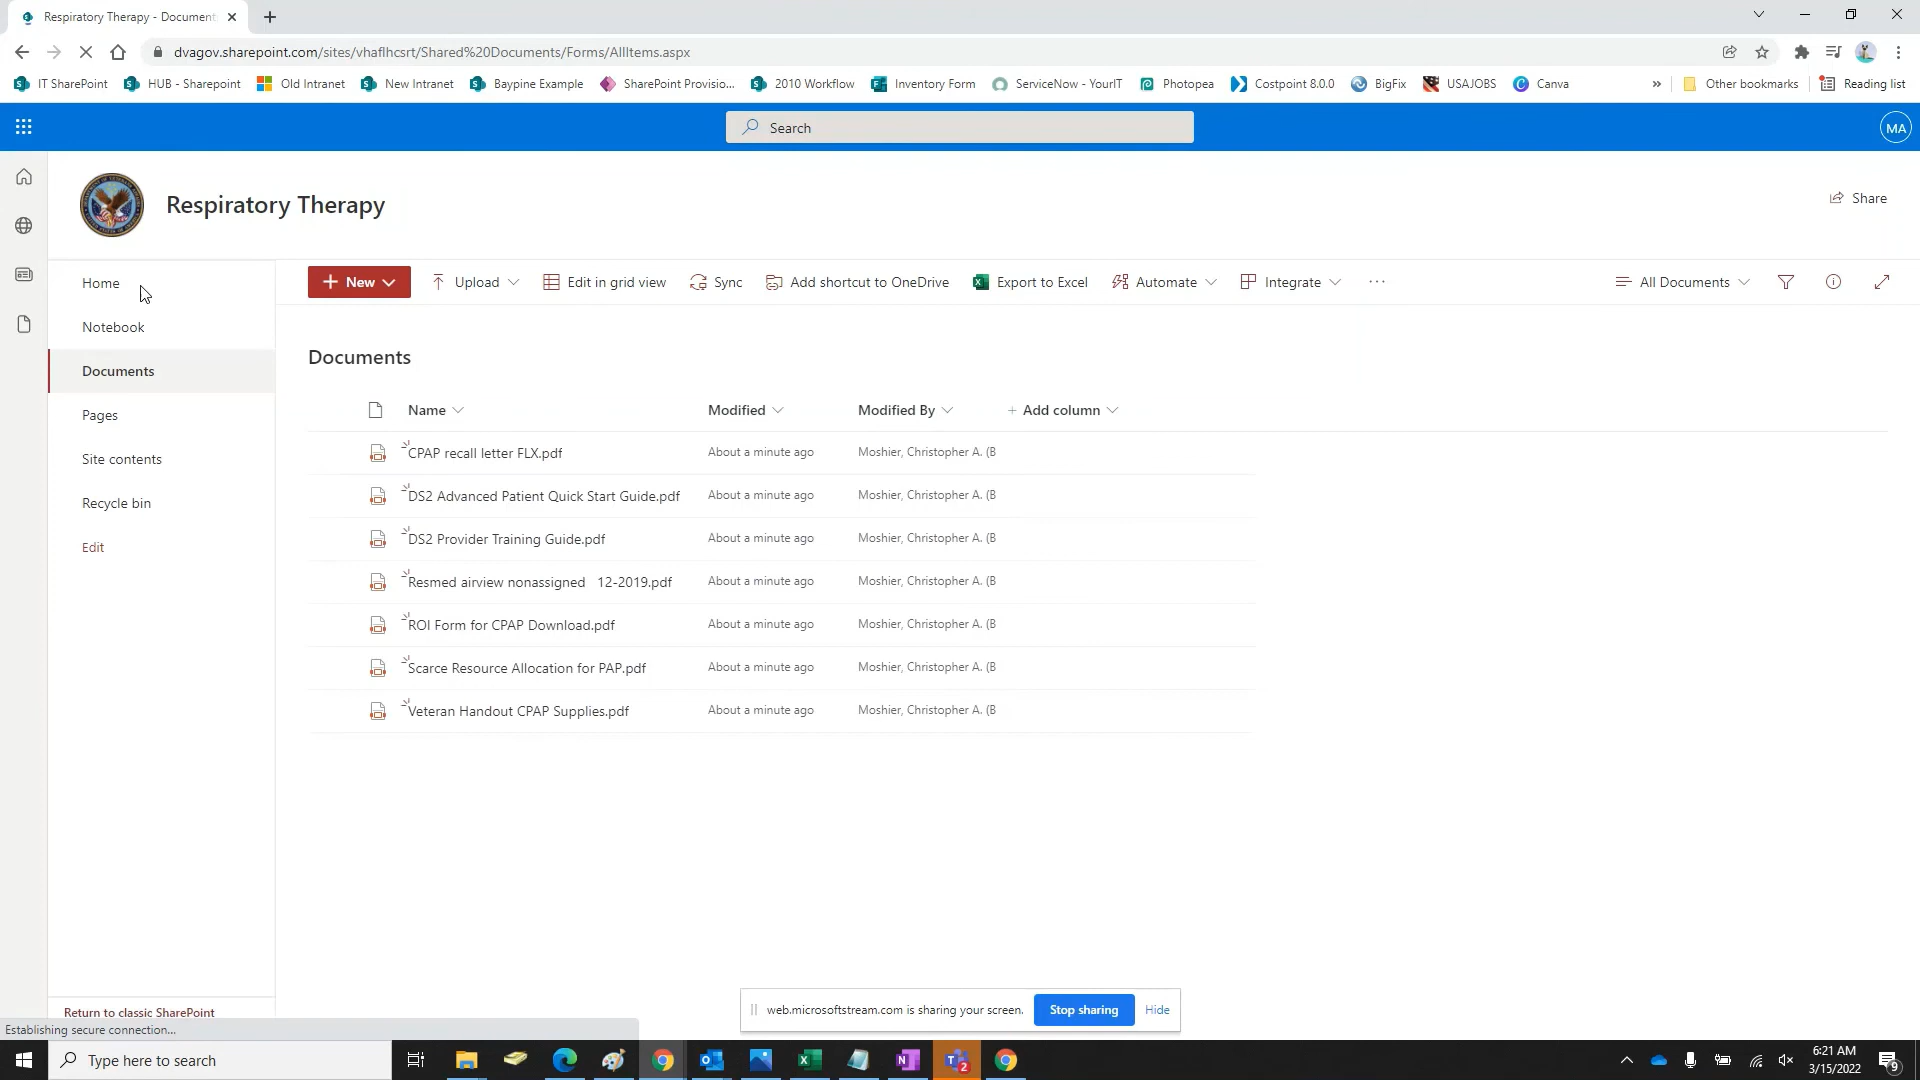 Respiratory Therapy - Document
dvagov.sharepoint.com/sites/vhaflhcsrt/Shared%20Documents/Forms/AllItems.aspx
IT SharePoint HUB - Sharepoint Old Intranet New Intranet Baypine Example SharePoint Provisio... 2010 Workflow Inventory Form ServiceNow - YourIT Photopea Costpoint 8.0.0 BigFix USAJOBS Canva » Other bookmarks Reading list
Search
MA
Respiratory Therapy
Share
Home
Notebook
Documents
Pages
Site contents
Recycle bin
Edit
Return to classic SharePoint
New Upload Edit in grid view Sync Add shortcut to OneDrive Export to Excel Automate Integrate ... All Documents
Documents
Name Modified Modified By + Add column
CPAP recall letter FLX.pdf About a minute ago Moshier, Christopher A. (B
DS2 Advanced Patient Quick Start Guide.pdf About a minute ago Moshier, Christopher A. (B
DS2 Provider Training Guide.pdf About a minute ago Moshier, Christopher A. (B
Resmed airview nonassigned 12-2019.pdf About a minute ago Moshier, Christopher A. (B
ROI Form for CPAP Download.pdf About a minute ago Moshier, Christopher A. (B
Scarce Resource Allocation for PAP.pdf About a minute ago Moshier, Christopher A. (B
Veteran Handout CPAP Supplies.pdf About a minute ago Moshier, Christopher A. (B
web.microsoftstream.com is sharing your screen. Stop sharing Hide
Establishing secure connection...
Type here to search
2
6:21 AM
3/15/2022
9